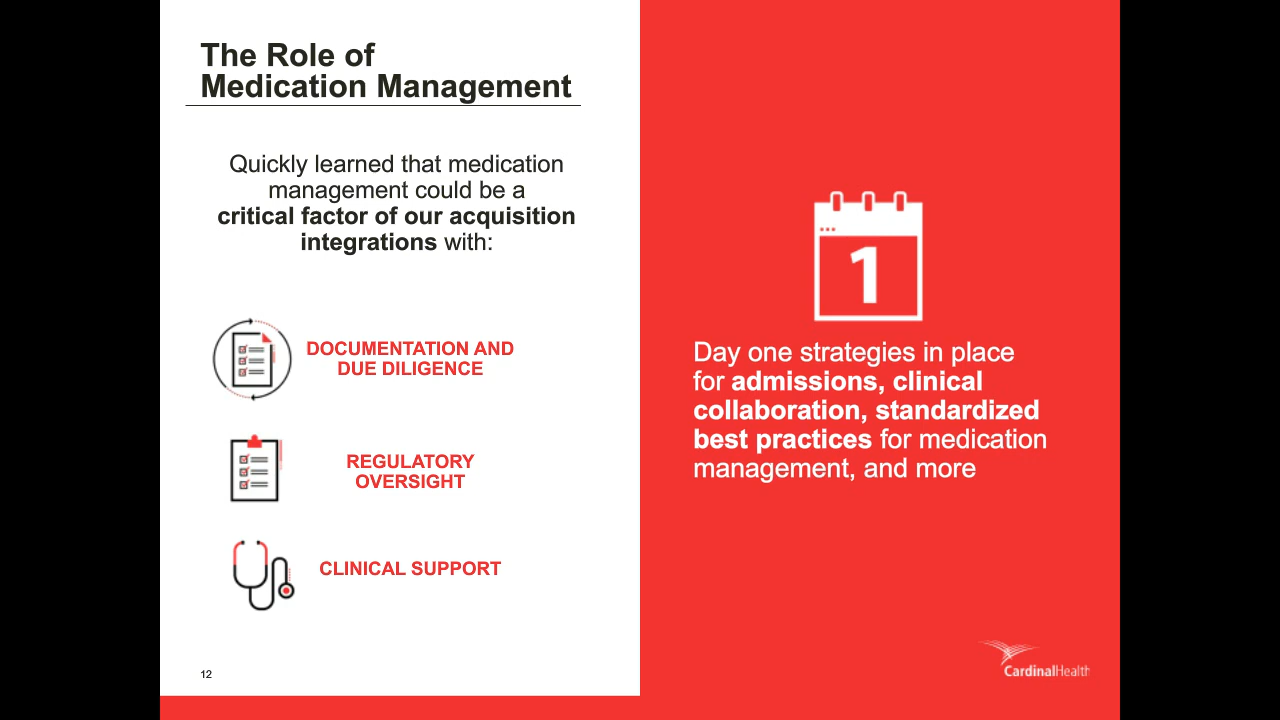 The Role of
Medication Management
Quickly learned that medication
management could be a
critical factor of our acquisition
integrations with:
DOCUMENTATION AND
DUE DILIGENCE
REGULATORY
OVERSIGHT
CLINICAL SUPPORT
12
1
Day one strategies in place
for admissions, clinical
collaboration, standardized
best practices for medication
management, and more
CardinalHealth